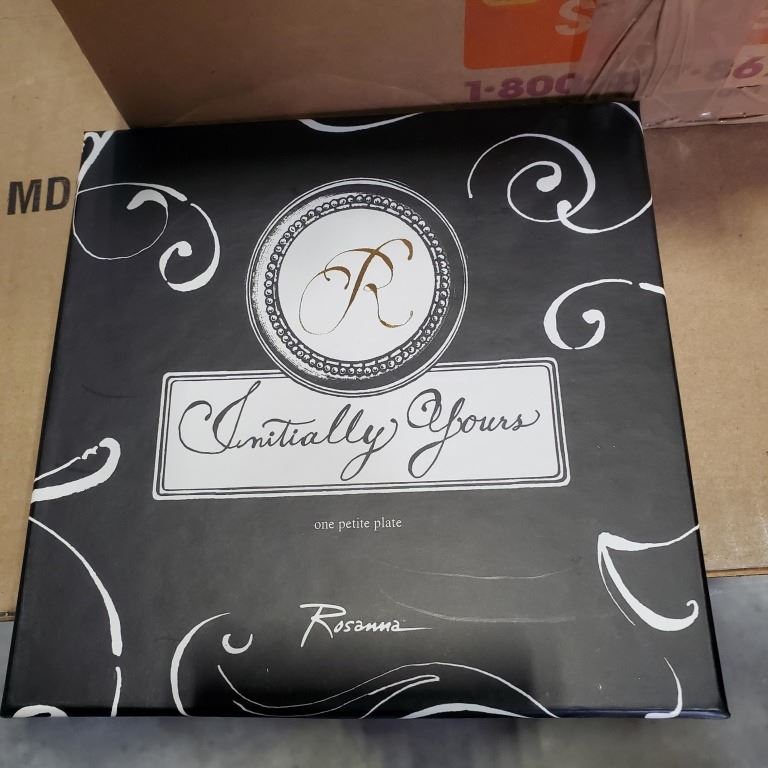 1·800
MD
R
Initially Yours
one petite plate
Rosanna